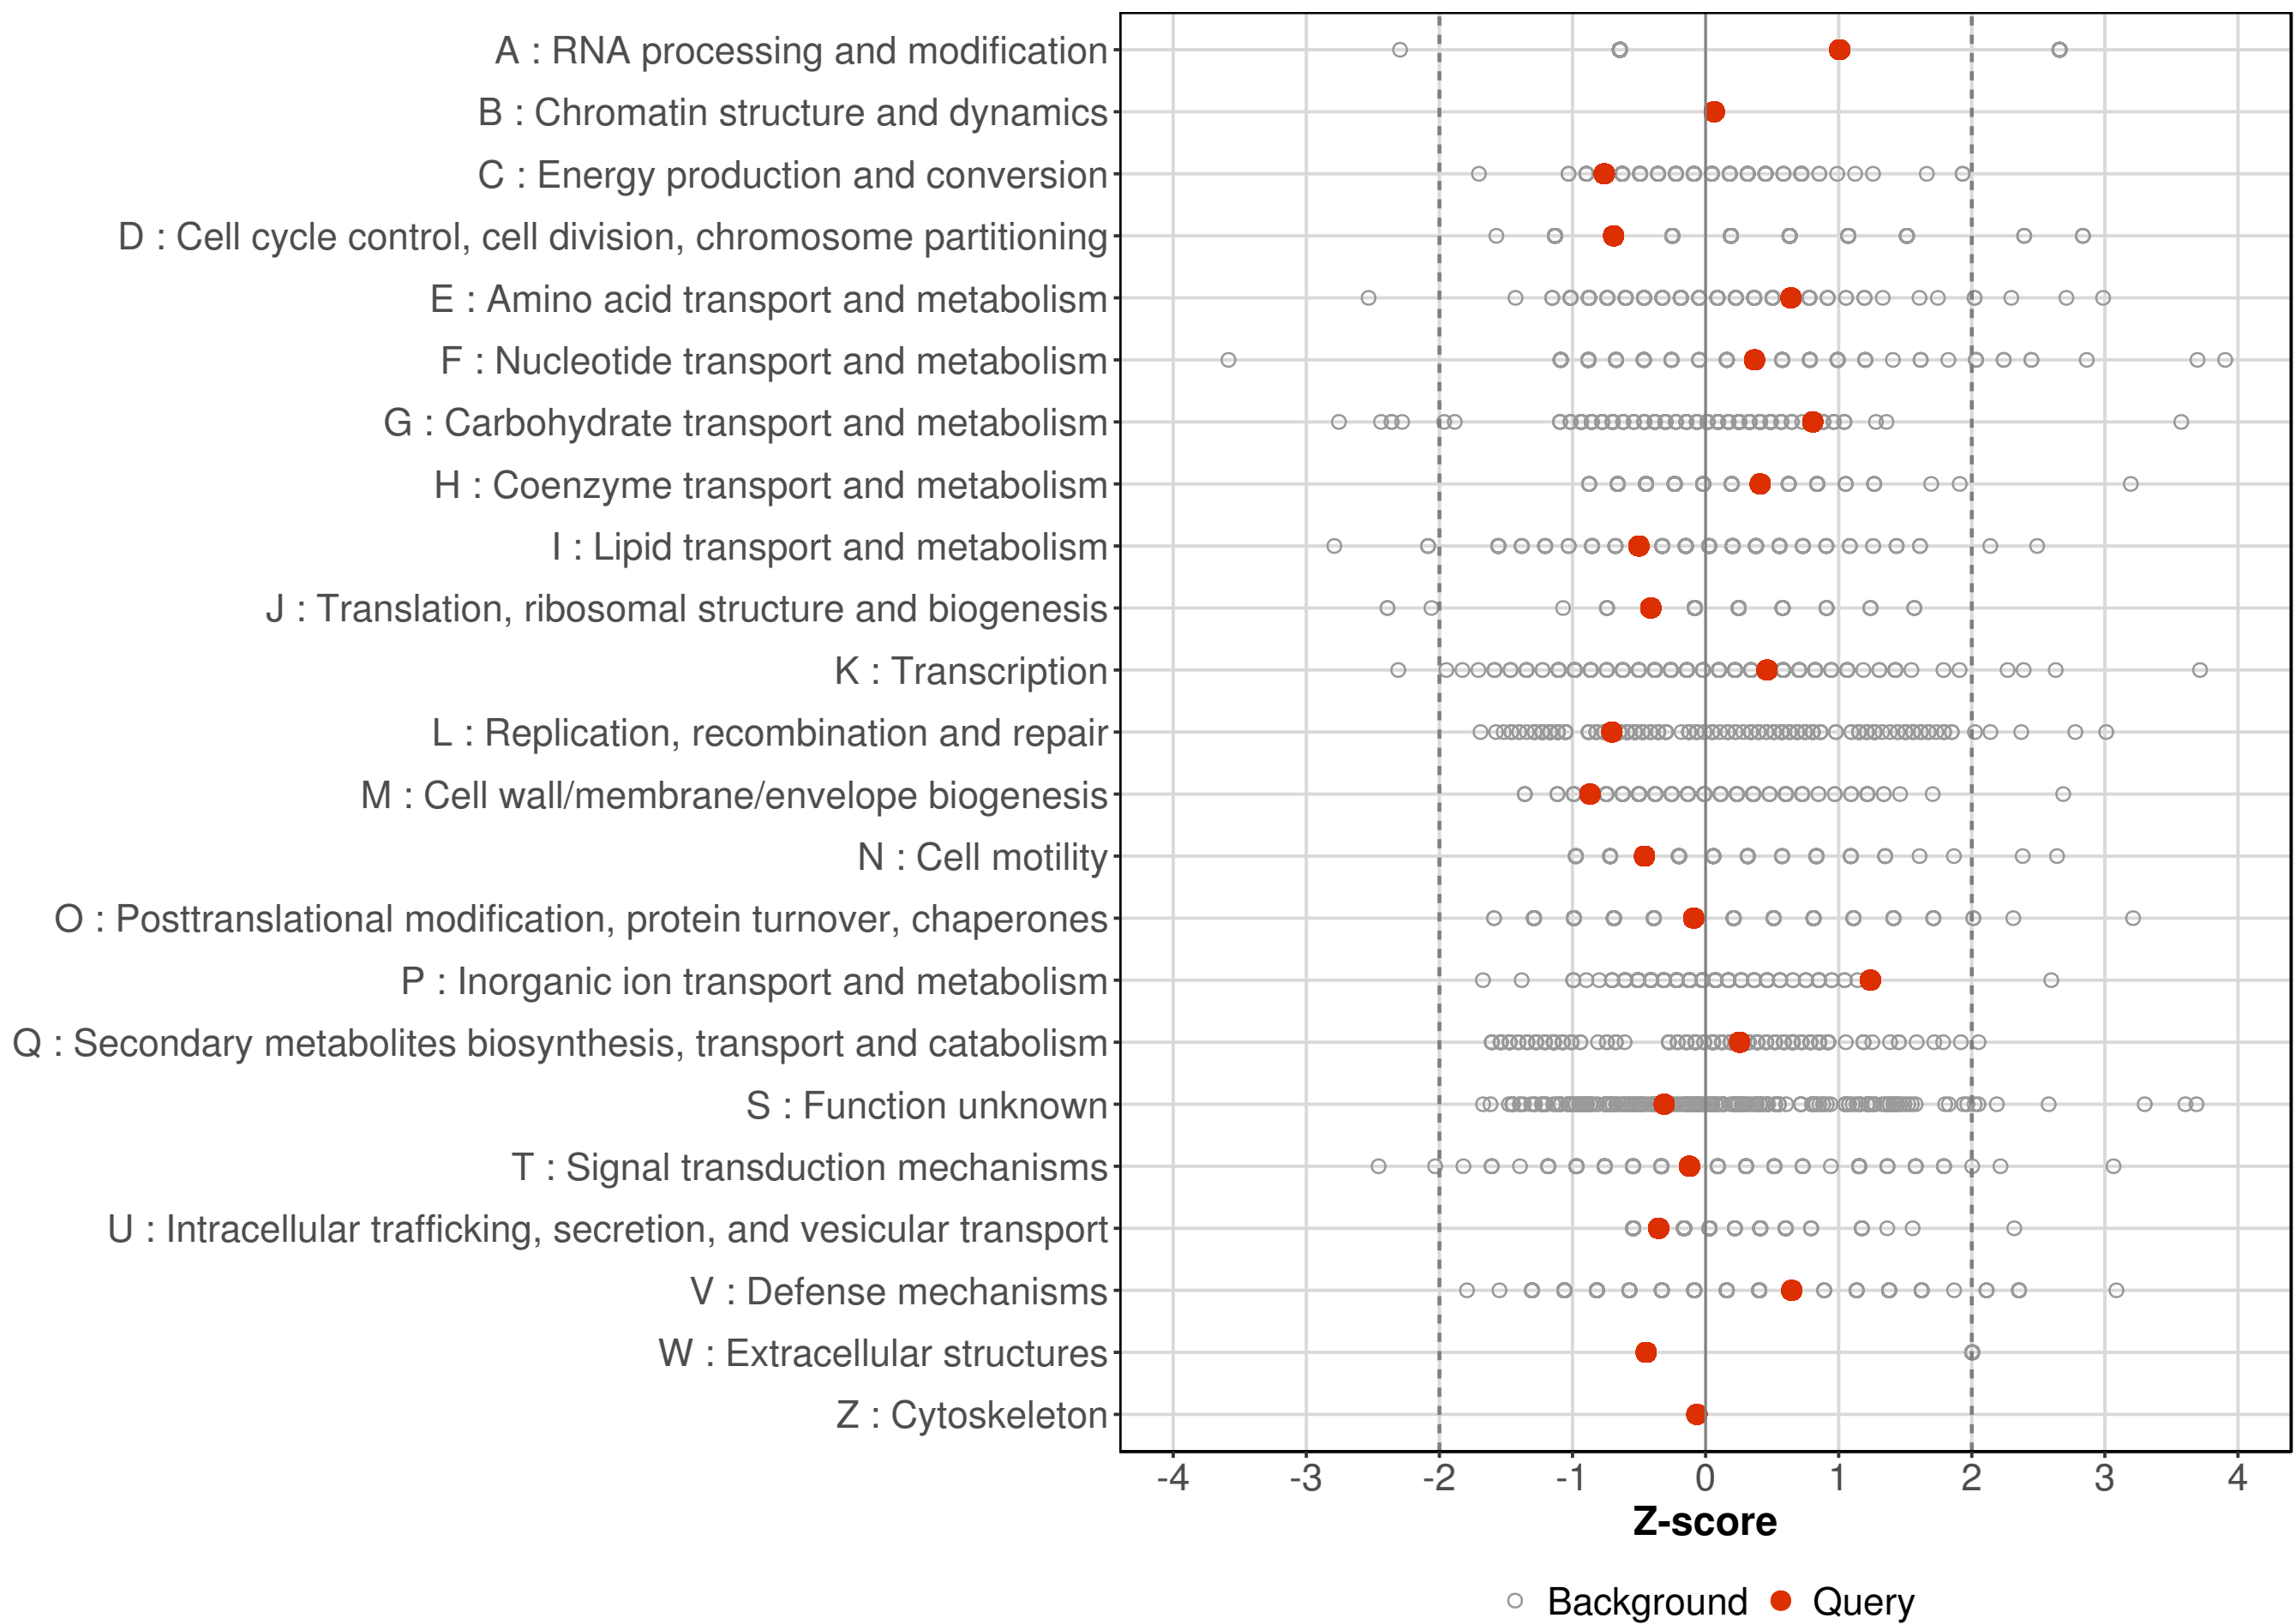 A : RNA processing and modification
B : Chromatin structure and dynamics
C : Energy production and conversion
D : Cell cycle control, cell division, chromosome partitioning
E : Amino acid transport and metabolism
F : Nucleotide transport and metabolism
G : Carbohydrate transport and metabolism
H : Coenzyme transport and metabolism
I : Lipid transport and metabolism
J : Translation, ribosomal structure and biogenesis
K : Transcription
L : Replication, recombination and repair
M : Cell wall/membrane/envelope biogenesis
N : Cell motility
O : Posttranslational modification, protein turnover, chaperones
P : Inorganic ion transport and metabolism
Q : Secondary metabolites biosynthesis, transport and catabolism
S : Function unknown
T : Signal transduction mechanisms
U : Intracellular trafficking, secretion, and vesicular transport
V : Defense mechanisms
W : Extracellular structures
Z : Cytoskeleton
-4 -3 -2 -1 0 1 2 3 4
Z-score
Background Query